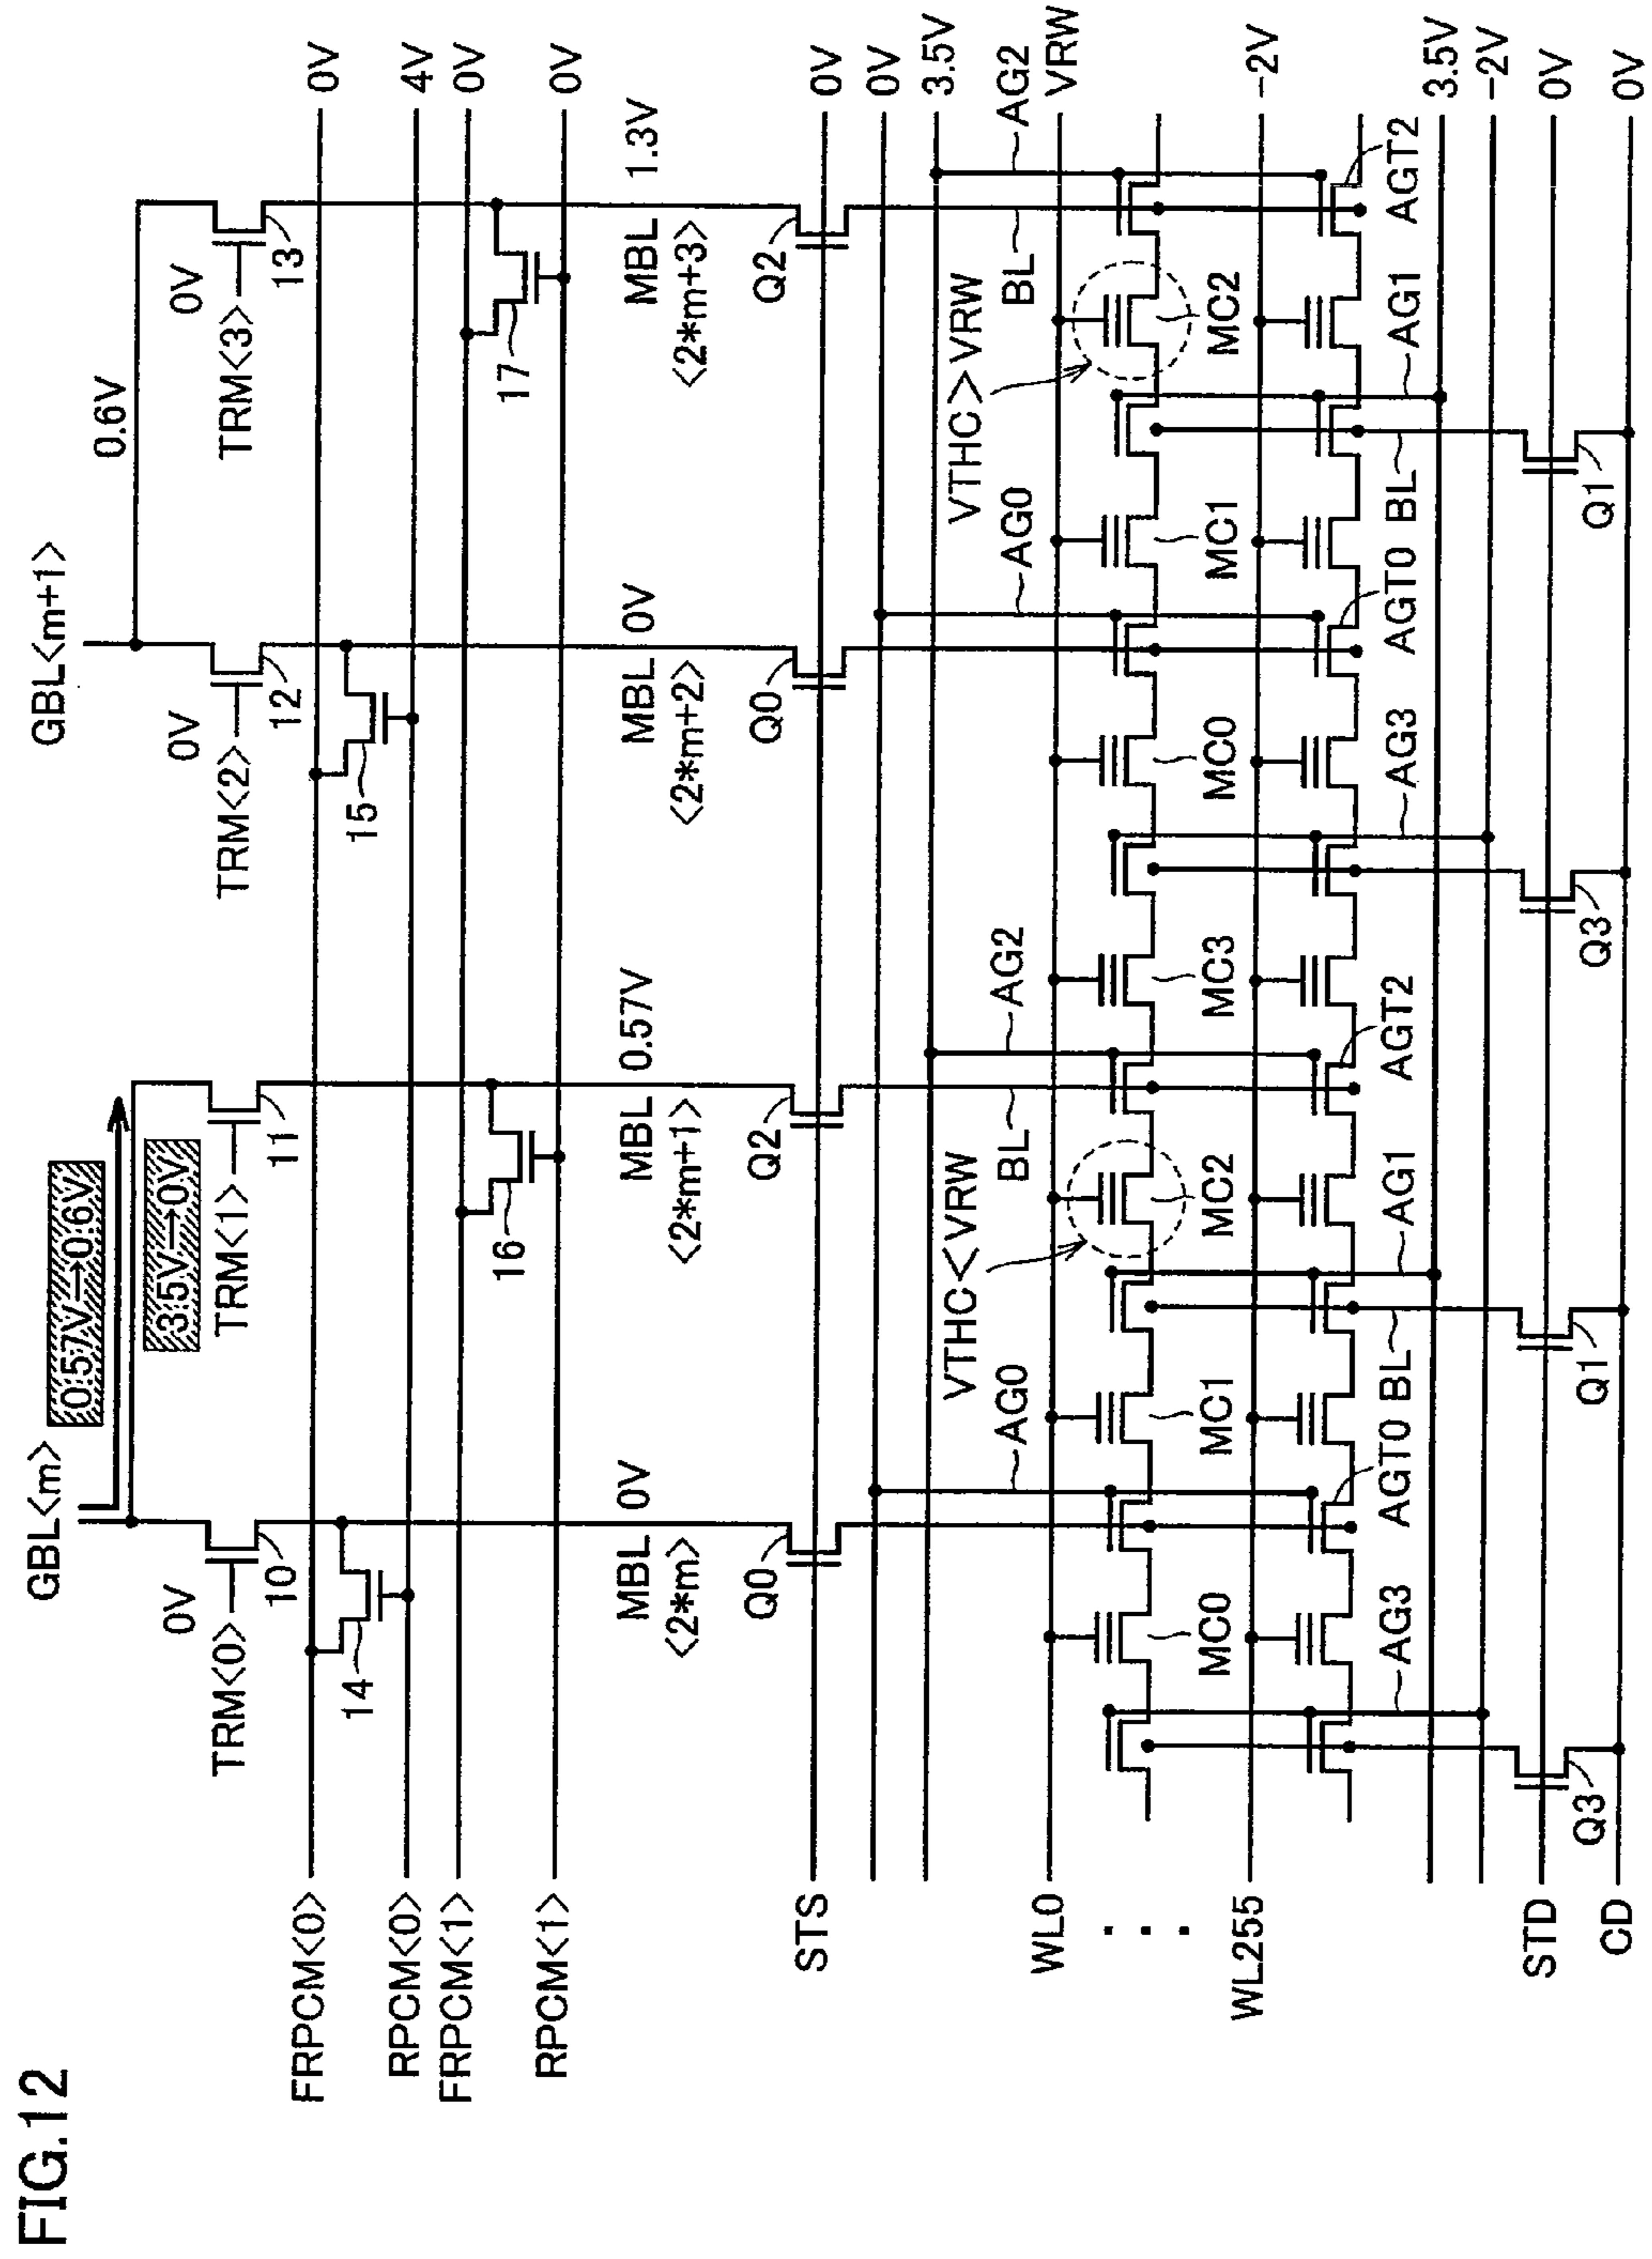 FIG.12
GBL<m>
0.57V→0.6V
GBL<m+1>
0.6V
0V
3.5V→0V
0V
0V
TRM<0>
TRM<1>
TRM<2>
TRM<3>
10
11
12
13
FRPCM<0>
0V
14
15
RPCM<0>
4V
FRPCM<1>
0V
16
17
RPCM<1>
0V
MBL 0V
MBL 0.57V
MBL 0V
MBL 1.3V
<2*m>
<2*m+1>
<2*m+2>
<2*m+3>
Q0
Q2
Q0
Q2
STS
0V
0V
3.5V
AG0
VTHC<VRW
BL
AG2
AG0
VTHC>VRW
BL
AG2
WL0
VRW
MC0
MC1
MC2
MC3
MC0
MC1
MC2
WL255
-2V
AG3
AGT0
BL
AG1
AGT2
AG3
AGT0
BL
AG1
AGT2
3.5V
-2V
STD
0V
Q3
Q1
Q3
Q1
CD
0V